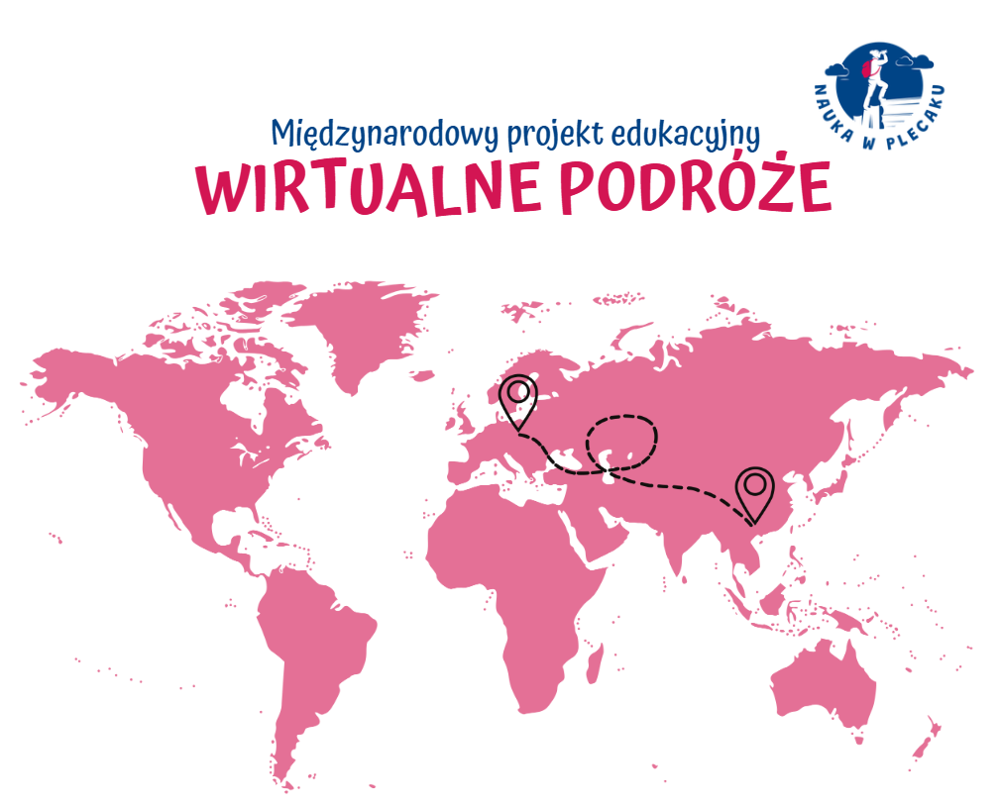 NAUKA W PLECAKU
Międzynarodowy projekt edukacyjny
WIRTUALNE PODRÓŻE